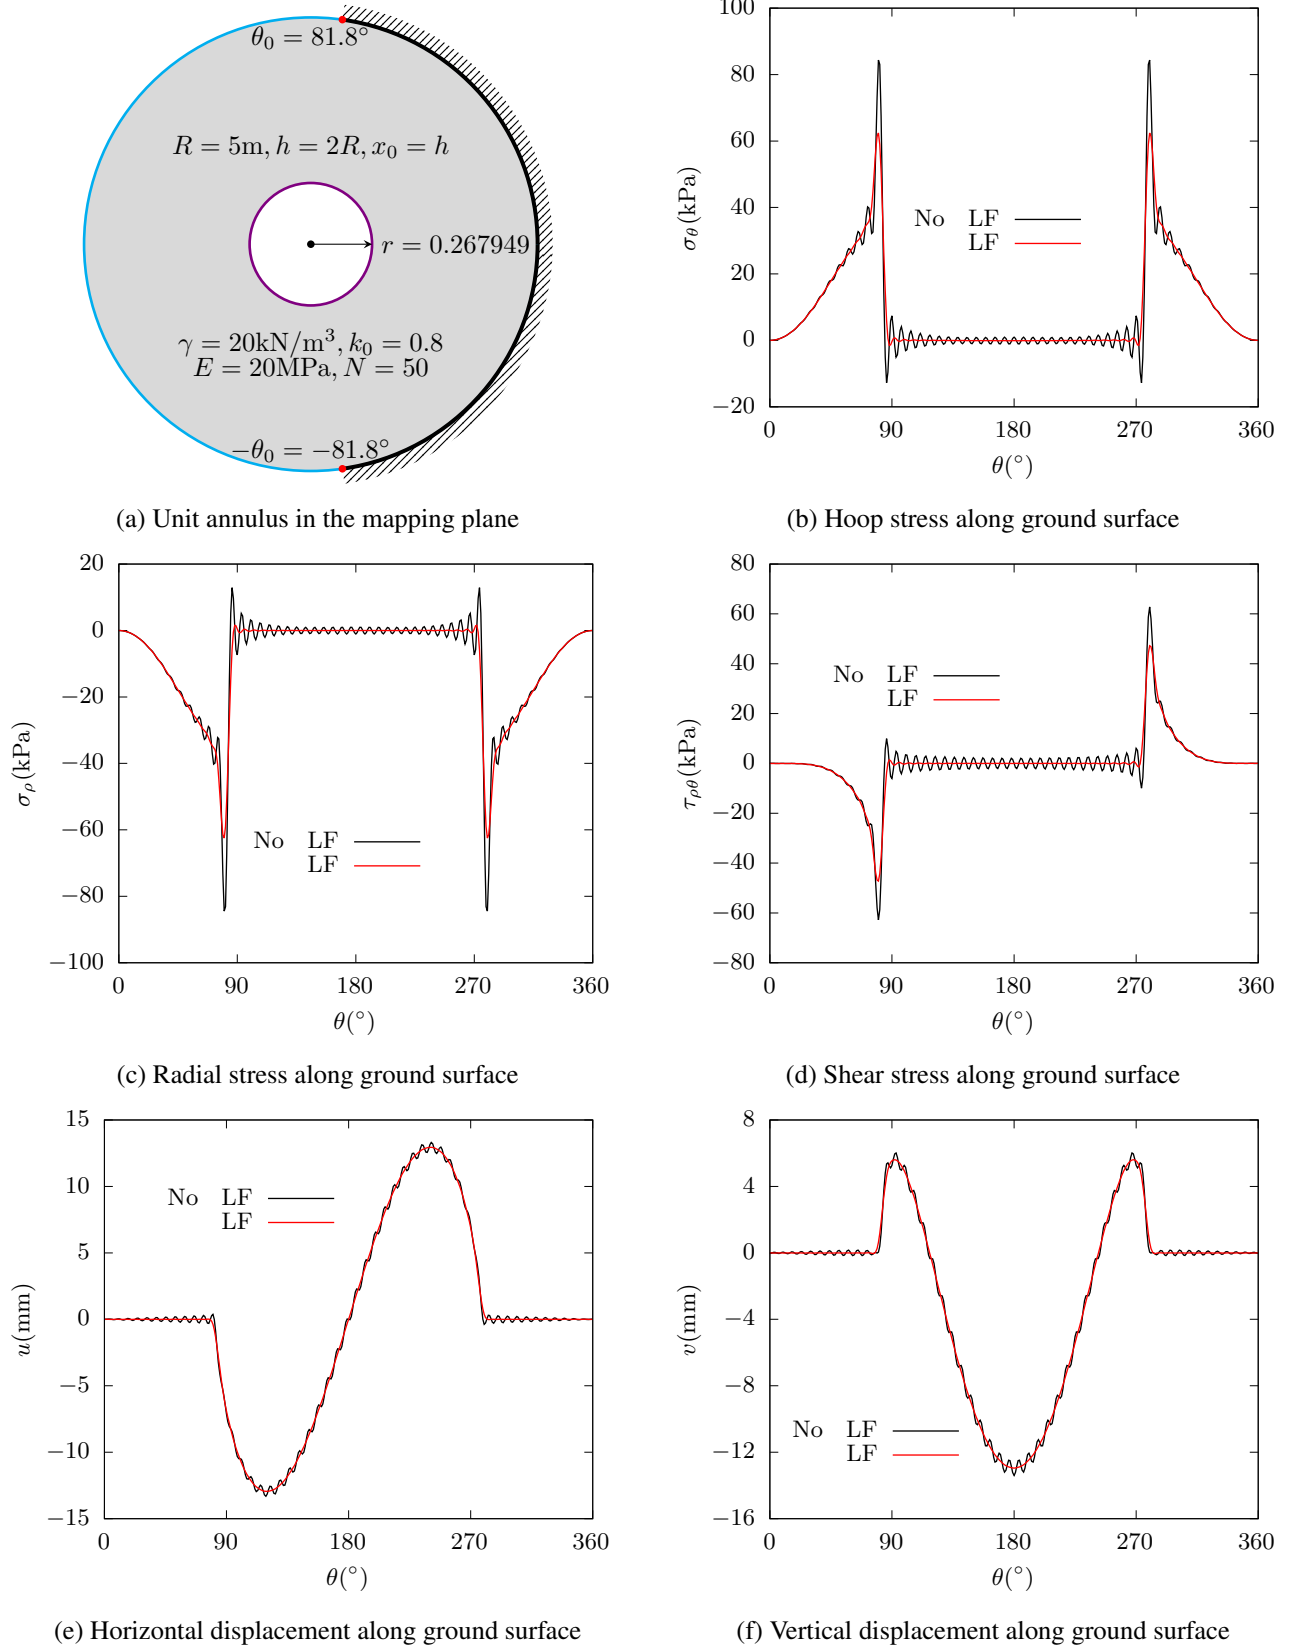 θ₀ = 81.8°
R = 5m, h = 2R, x₀ = h
r = 0.267949
γ = 20kN/m³, k₀ = 0.8
E = 20MPa, N = 50
−θ₀ = −81.8°
(a) Unit annulus in the mapping plane
100
80
60
40
20
0
−20
σθ(kPa)
No LF
LF
0 90 180 270 360
θ(°)
(b) Hoop stress along ground surface
20
0
−20
−40
−60
−80
−100
σρ(kPa)
No LF
LF
0 90 180 270 360
θ(°)
(c) Radial stress along ground surface
80
60
40
20
0
−20
−40
−60
−80
τρθ(kPa)
No LF
LF
0 90 180 270 360
θ(°)
(d) Shear stress along ground surface
15
10
5
0
−5
−10
−15
u(mm)
No LF
LF
0 90 180 270 360
θ(°)
(e) Horizontal displacement along ground surface
8
4
0
−4
−8
−12
−16
v(mm)
No LF
LF
0 90 180 270 360
θ(°)
(f) Vertical displacement along ground surface